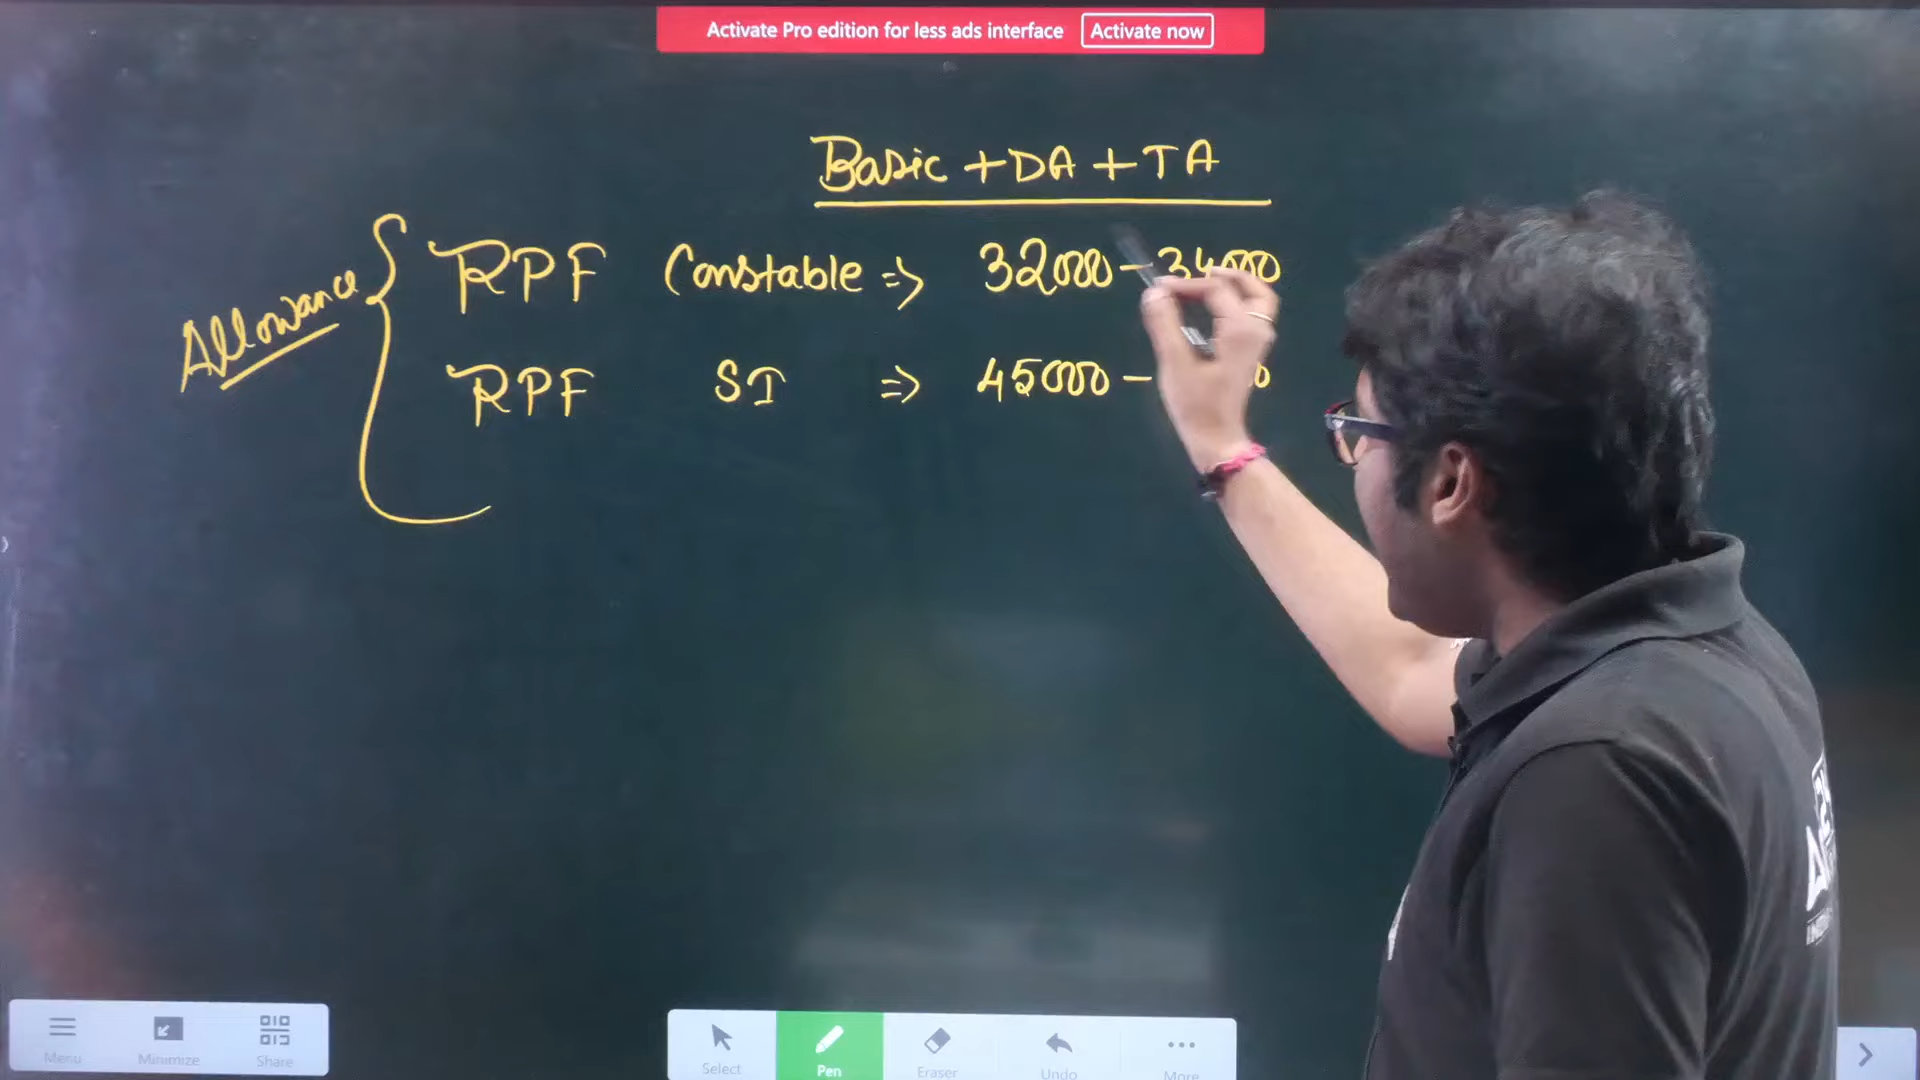 Activate Pro edition for less ads interface Activate now
Basic + DA + TA
Allowance
RPF Constable => 32000 - 34000
RPF SI => 45000 -
Menu Minimize Share
Select Pen Eraser Undo More